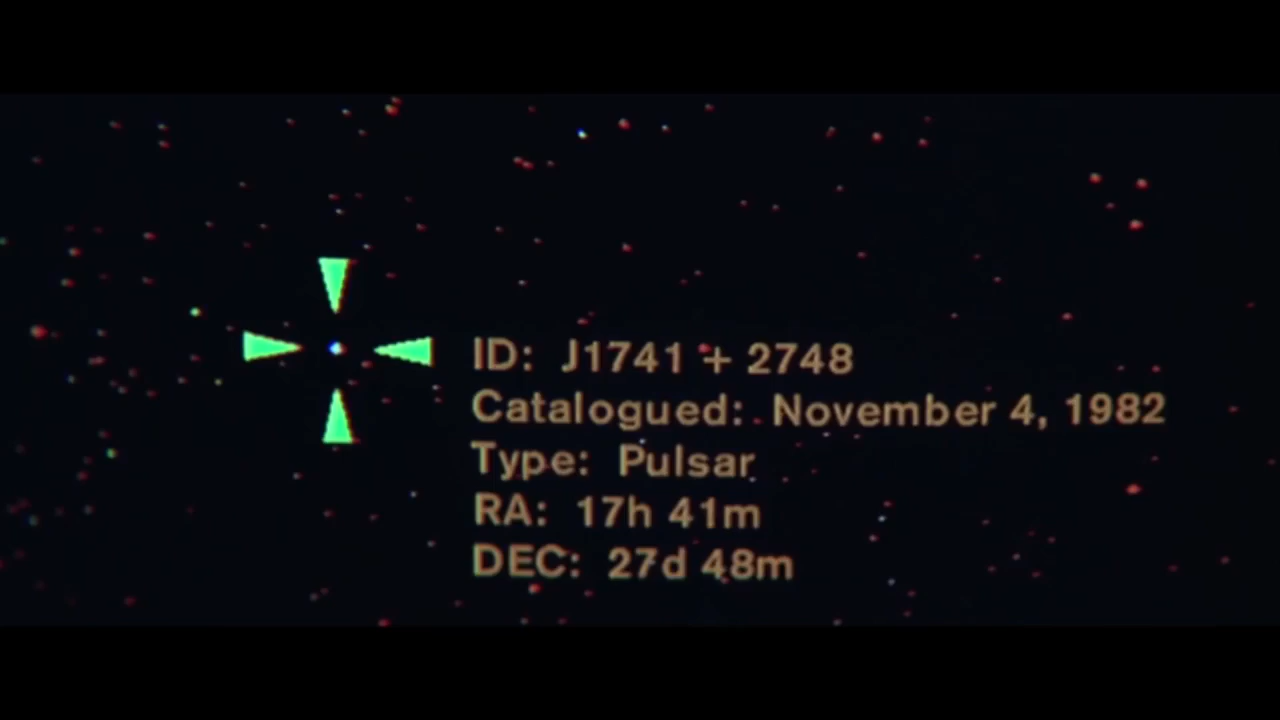 ID: J1741 + 2748
Catalogued: November 4, 1982
Type: Pulsar
RA: 17h 41m
DEC: 27d 48m